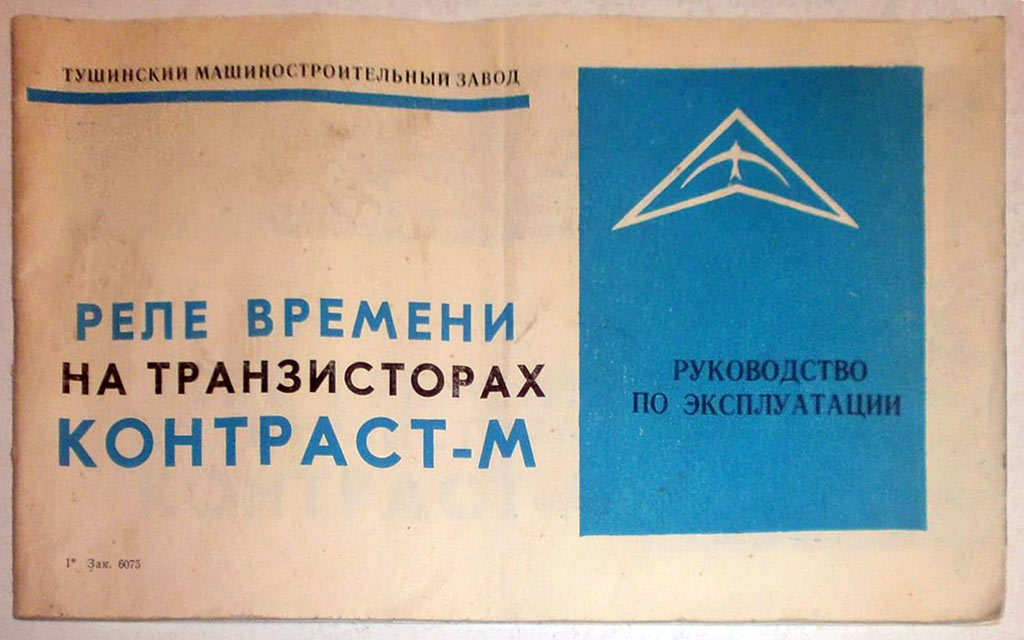 ТУШИНСКИЙ МАШИНОСТРОИТЕЛЬНЫЙ ЗАВОД
РЕЛЕ ВРЕМЕНИ
НА ТРАНЗИСТОРАХ
КОНТРАСТ-М
1* Зак. 6075
РУКОВОДСТВО
ПО ЭКСПЛУАТАЦИИ